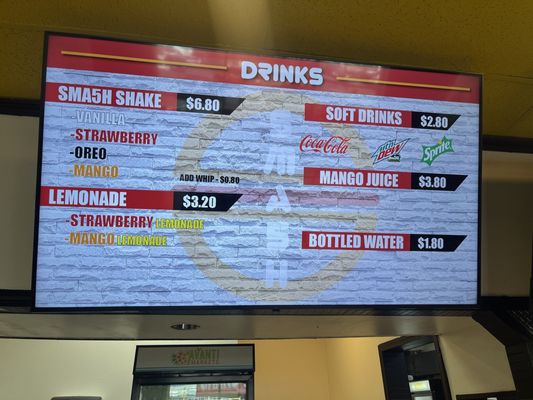 DRINKS
SMA5H SHAKE $6.80
VANILLA
-STRAWBERRY
-OREO
-MANGO
ADD WHIP - $0.80
LEMONADE $3.20
-STRAWBERRY LEMONADE
-MANGO LEMONADE
SOFT DRINKS $2.80
Coca-Cola Mtn Dew Sprite
MANGO JUICE $3.80
BOTTLED WATER $1.80
AVANTI
MARKETS